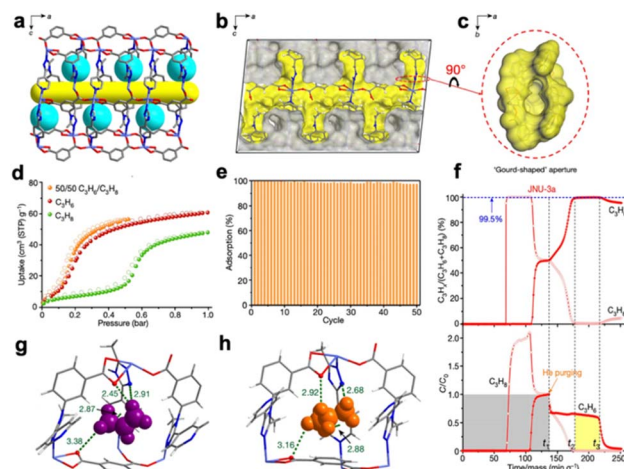 a
c
a
b
c
a
c
a
b
90°
'Gourd-shaped' aperture
d
50/50 C₃H₆/C₃H₈
C₃H₆
C₃H₈
Uptake (cm³ (STP) g⁻¹)
80
60
40
20
0
0.0 0.2 0.4 0.6 0.8 1.0
Pressure (bar)
e
Adsorption (%)
100
80
60
40
20
0
0 10 20 30 40 50
Cycle
f
JNU-3a
99.5%
C₃Hₓ/(C₃H₆+C₃H₈) (%)
100
80
60
40
20
0
2.0
1.5
1.0
0.5
0.0
C/C₀
C₃H₈
He purging
C₃H₆
0 50 100 150 200 250
Time/mass (min g⁻¹)
g
2.45
2.91
2.87
3.38
h
2.92
2.68
3.16
2.88